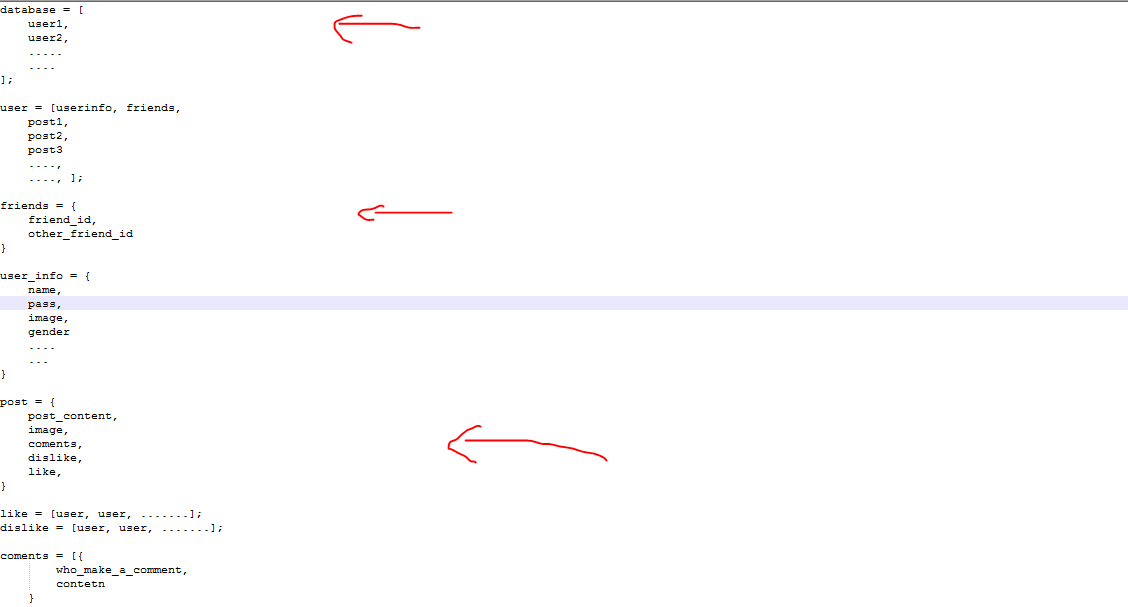 database = [
user1,
user2,
.....
....
];
user = [userinfo, friends,
post1,
post2,
post3
....,
...., ];
friends = {
friend_id,
other_friend_id
}
user_info = {
name,
pass,
image,
gender
....
...
}
post = {
post_content,
image,
coments,
dislike,
like,
}
like = [user, user, .......];
dislike = [user, user, .......];
coments = [{
who_make_a_comment,
contetn
}